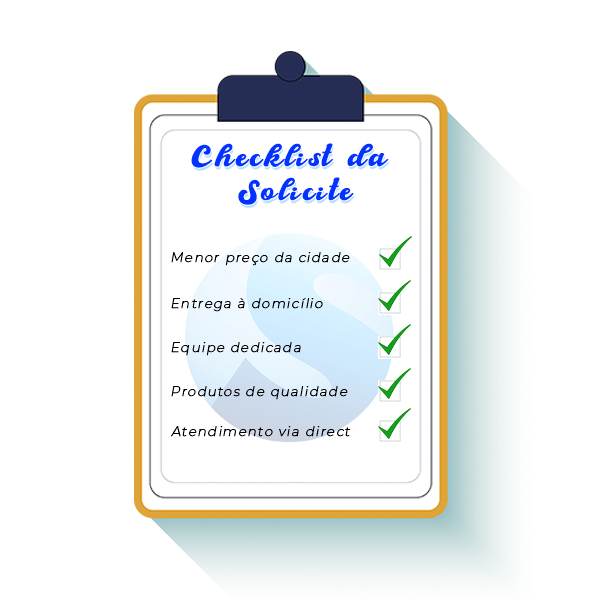 Checklist da
Solicite
Menor preço da cidade
Entrega à domicílio
Equipe dedicada
Produtos de qualidade
Atendimento via direct